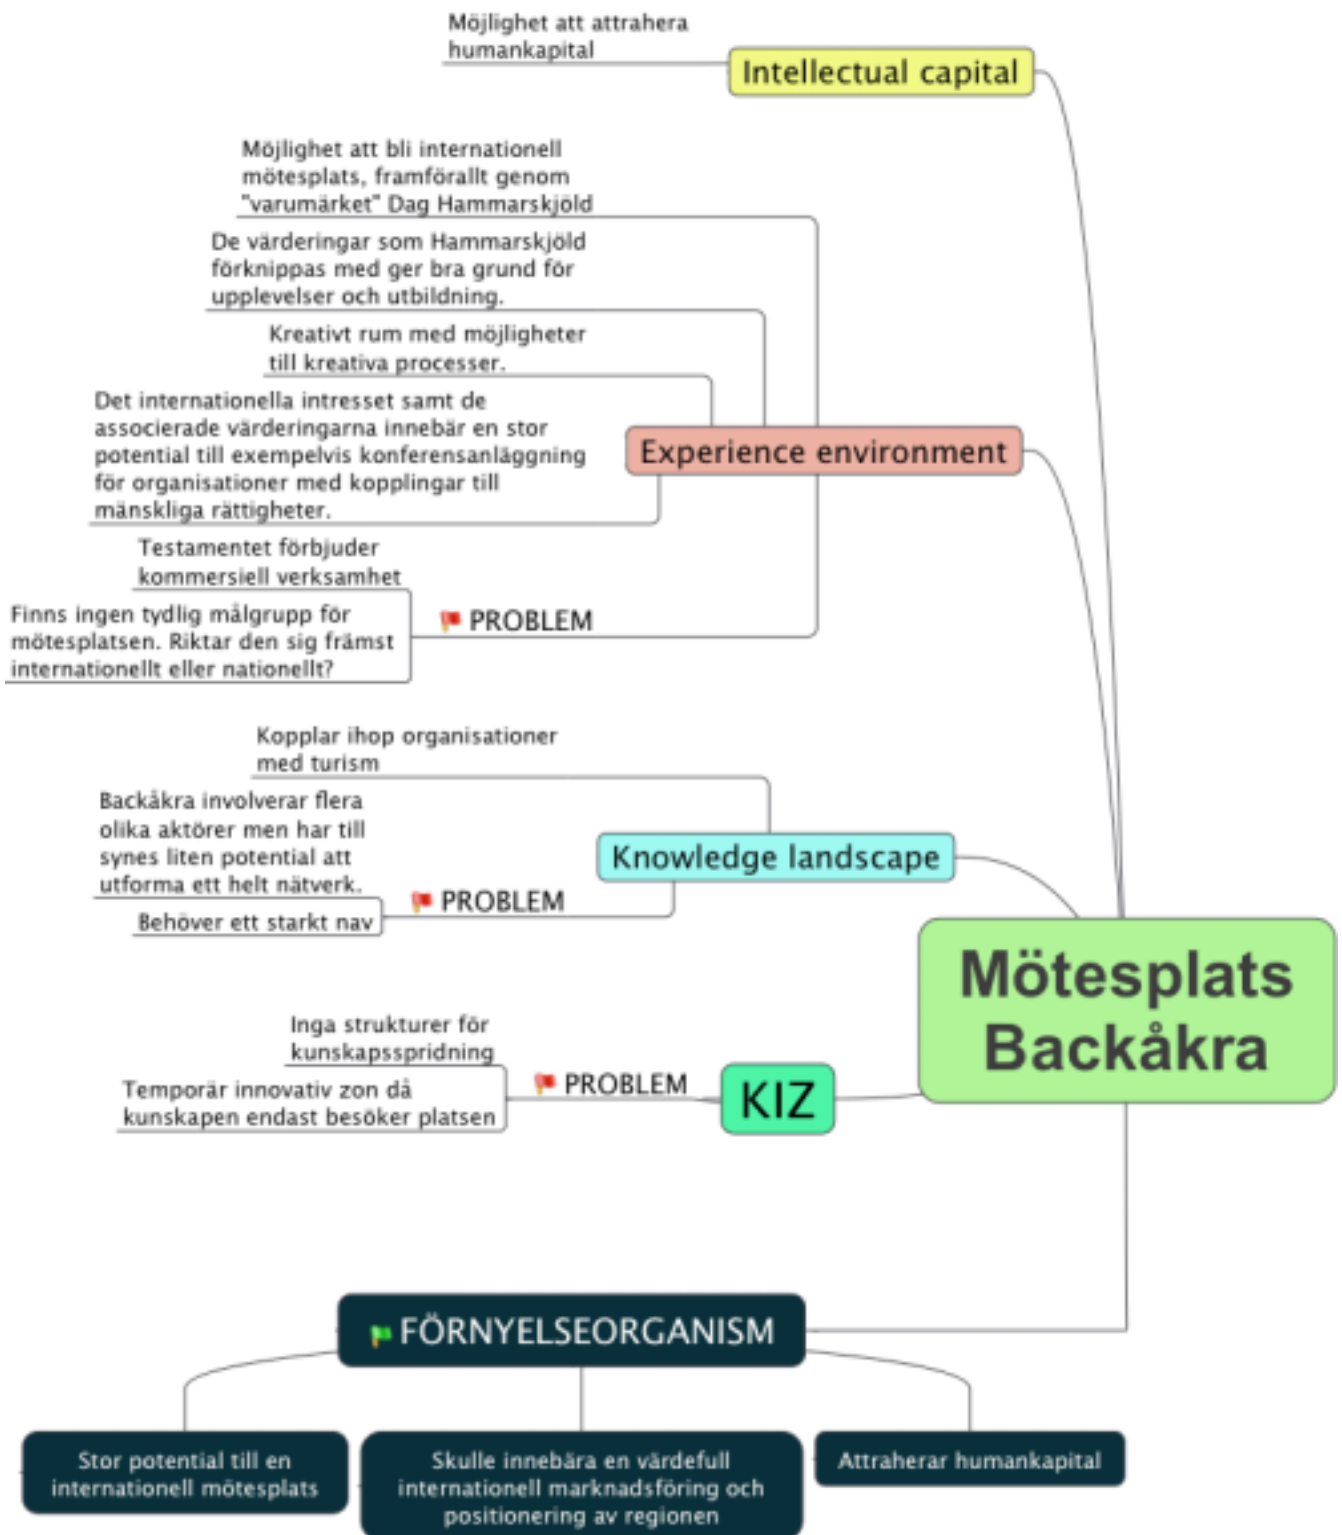 Möjlighet att attrahera
humankapital
Intellectual capital
Möjlighet att bli internationell
mötesplats, framförallt genom
"varumärket" Dag Hammarskjöld
De värderingar som Hammarskjöld
förknippas med ger bra grund för
upplevelser och utbildning.
Kreativt rum med möjligheter
till kreativa processer.
Det internationella intresset samt de
associerade värderingarna innebär en stor
potential till exempelvis konferensanläggning
för organisationer med kopplingar till
mänskliga rättigheter.
Experience environment
Testamentet förbjuder
kommersiell verksamhet
Finns ingen tydlig målgrupp för
mötesplatsen. Riktar den sig främst
internationellt eller nationellt?
PROBLEM
Kopplar ihop organisationer
med turism
Knowledge landscape
Backåkra involverar flera
olika aktörer men har till
synes liten potential att
utforma ett helt nätverk.
Behöver ett starkt nav
PROBLEM
Mötesplats
Backåkra
Inga strukturer för
kunskapsspridning
Temporär innovativ zon då
kunskapen endast besöker platsen
PROBLEM
KIZ
FÖRNYELSEORGANISM
Stor potential till en
internationell mötesplats
Skulle innebära en värdefull
internationell marknadsföring och
positionering av regionen
Attraherar humankapital